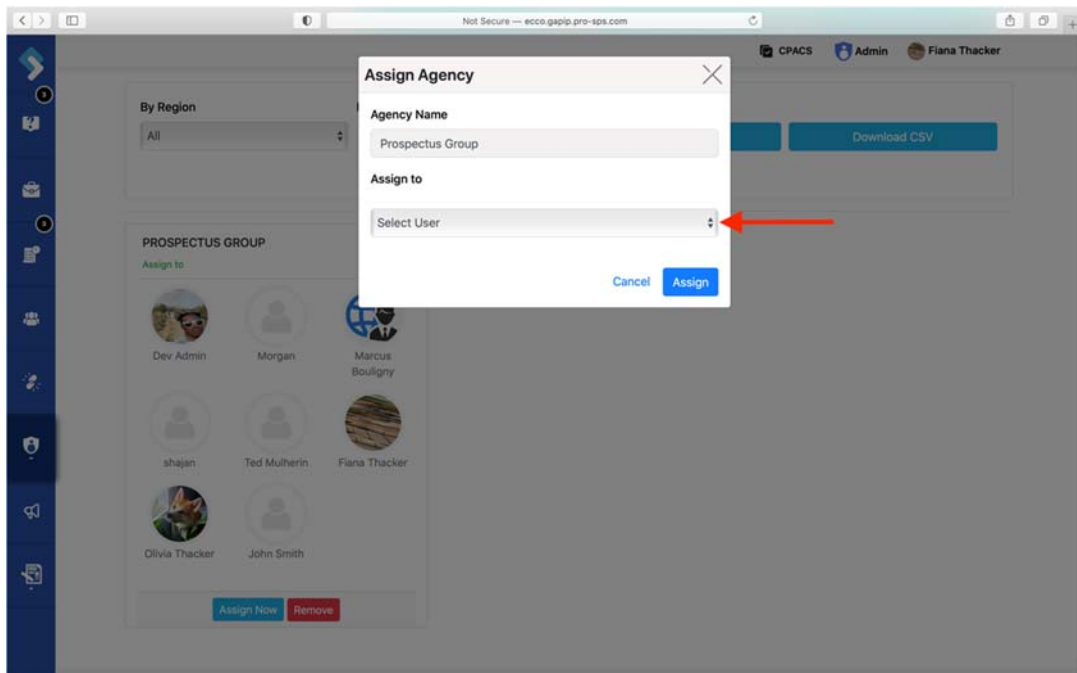 Not Secure — ecco.gapip.pro-sps.com
CPACS
Admin
Fiana Thacker
3
3
By Region
All
Download CSV
Assign Agency
Agency Name
Prospectus Group
Assign to
Select User
Cancel
Assign
PROSPECTUS GROUP
Assign to
Dev Admin
Morgan
Marcus
Bouligny
shajan
Ted Mulherin
Fiana Thacker
Olivia Thacker
John Smith
Assign Now
Remove